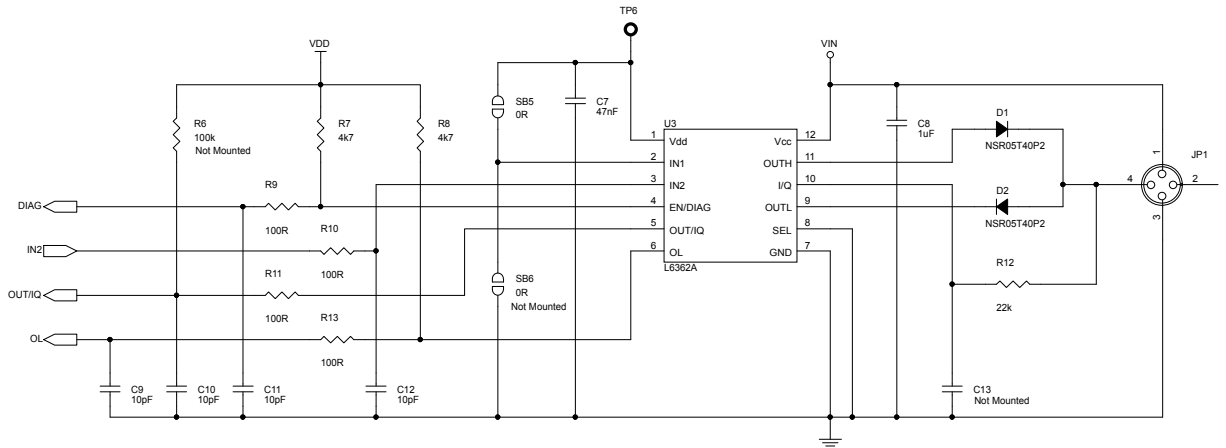 TP6
VDD
VIN
R6
100k
Not Mounted
R7
4k7
R8
4k7
SB5
0R
C7
47nF
C8
1uF
D1
NSR05T40P2
U3
1 Vdd Vcc 12
2 IN1 OUTH 11
3 IN2 I/Q 10
4 EN/DIAG OUTL 9
5 OUT/IQ SEL 8
6 OL GND 7
L6362A
D2
NSR05T40P2
JP1
1
4
2
3
DIAG
R9
100R
IN2
R10
100R
OUT/IQ
R11
100R
OL
R13
100R
SB6
0R
Not Mounted
R12
22k
C9
10pF
C10
10pF
C11
10pF
C12
10pF
C13
Not Mounted